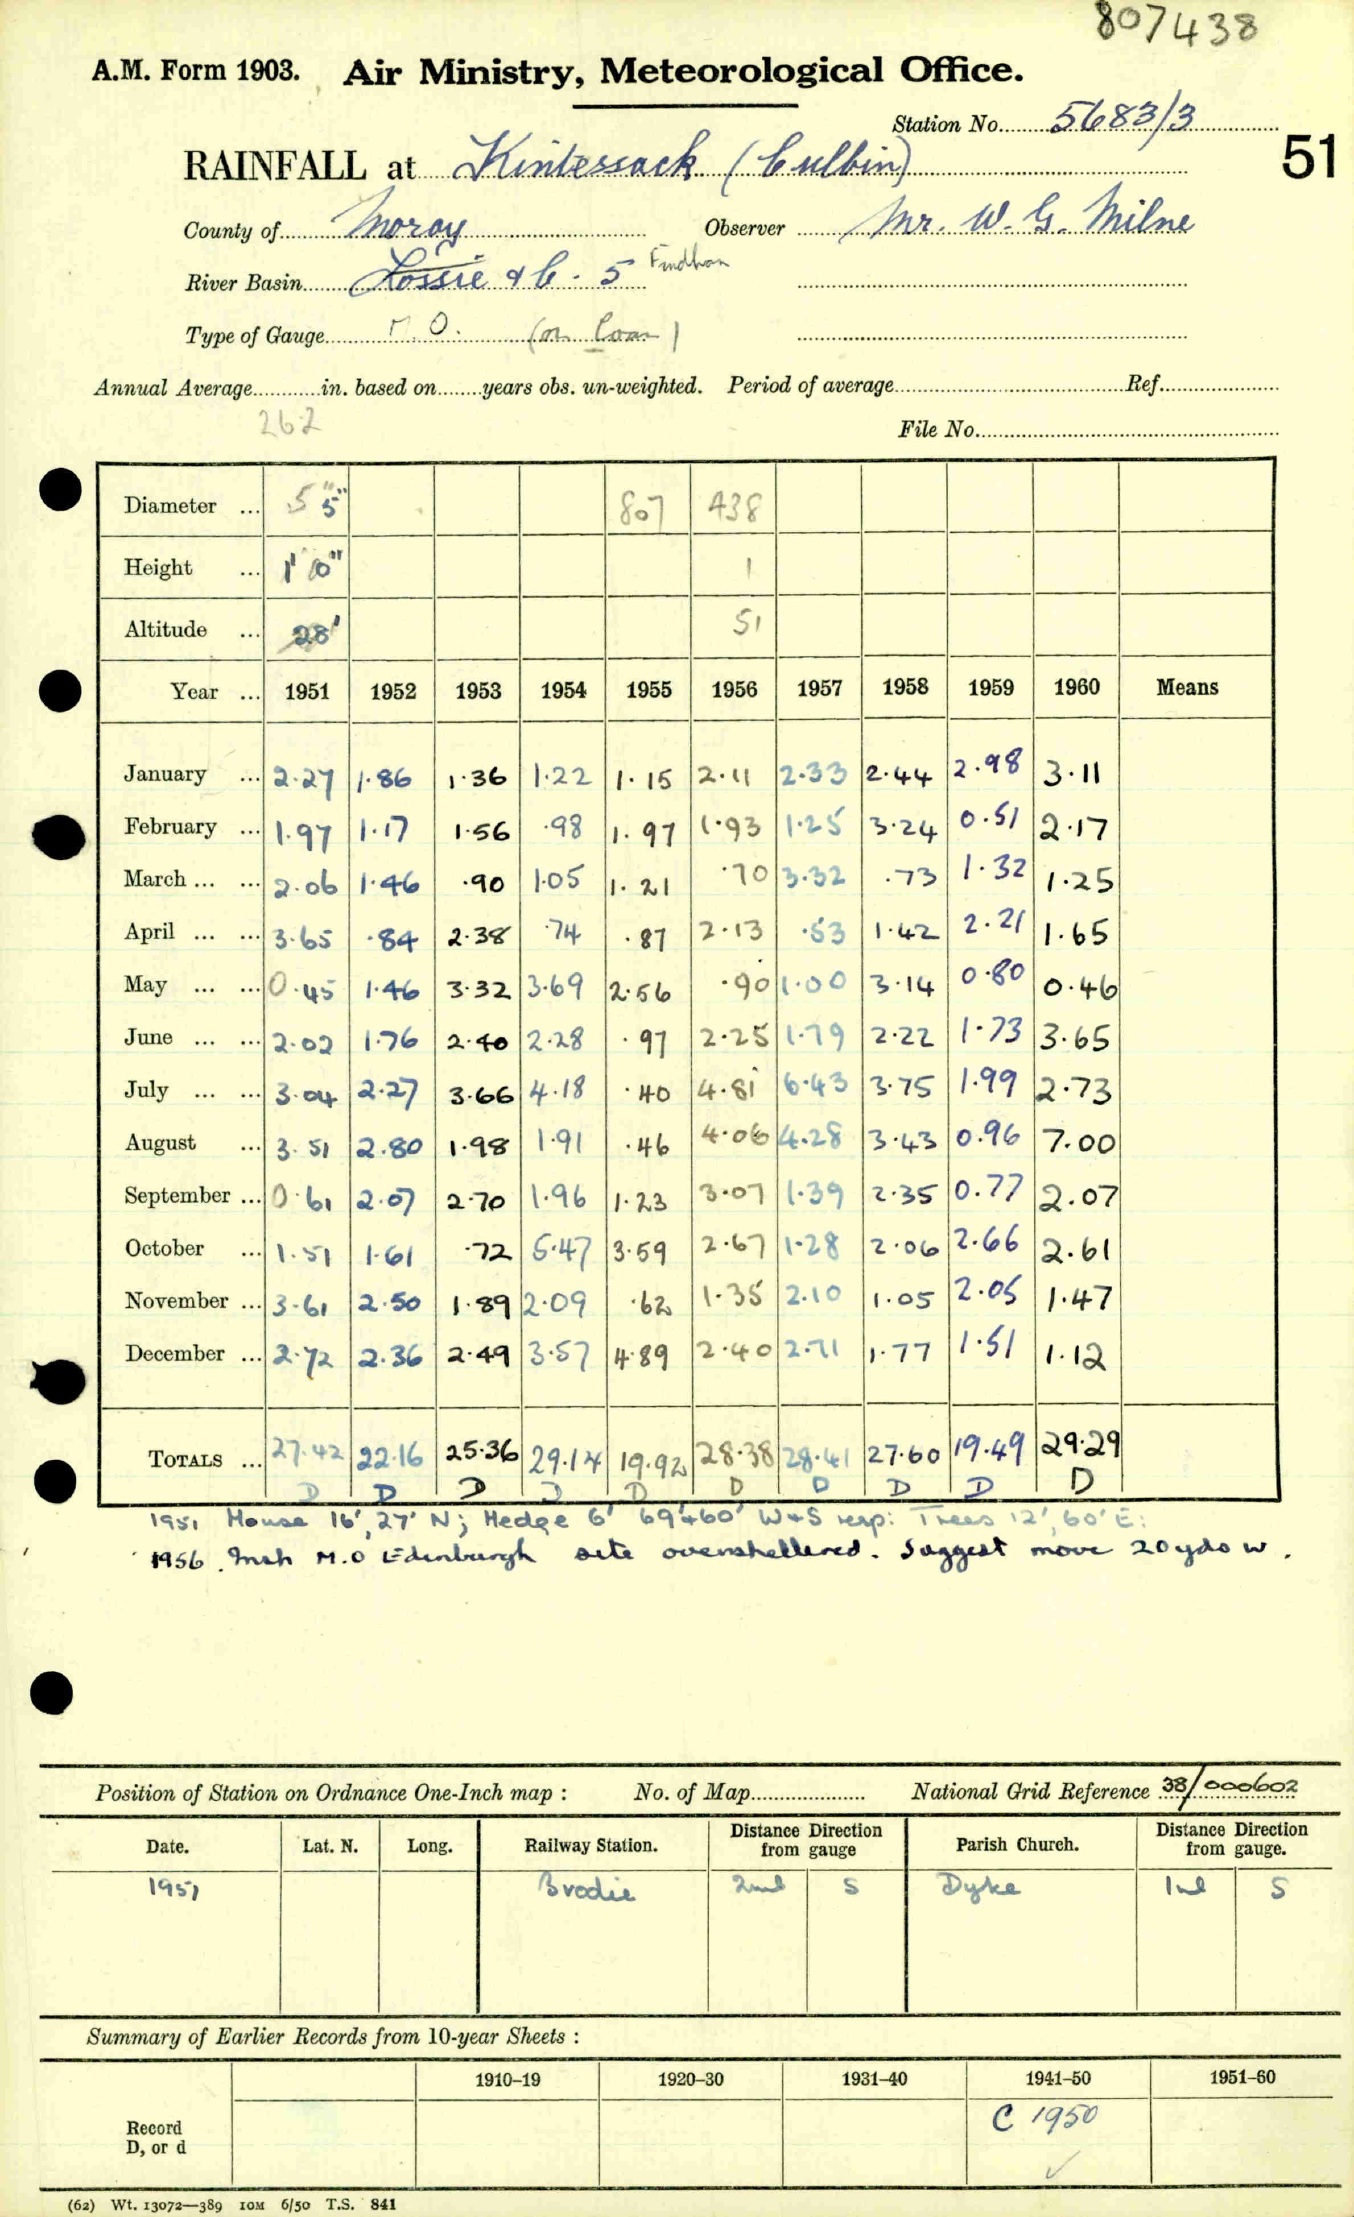 807438
A.M. Form 1903. Air Ministry, Meteorological Office.
Station No. 5683/3
51
RAINFALL at Kintessack (Culbin)
County of Moray Observer Mr. W. G. Milne
River Basin Lossie & C. 5 Findhorn
Type of Gauge M.O. (on loan)
Annual Average in. based on years obs. un-weighted. Period of average Ref.
262
File No.
Diameter ... 5" 5" 807 438
Height ... 1' 0" 1
Altitude ... 28' 51
Year ... 1951 1952 1953 1954 1955 1956 1957 1958 1959 1960 Means
January ... 2.27 1.86 1.36 1.22 1.15 2.11 2.33 2.44 2.98 3.11
February ... 1.97 1.17 1.56 .98 1.97 1.93 1.25 3.24 0.51 2.17
March ... ... 2.06 1.46 .90 1.05 1.21 .70 3.32 .73 1.32 1.25
April ... ... 3.65 .84 2.38 .74 .87 2.13 .53 1.42 2.21 1.65
May ... ... 0.45 1.46 3.32 3.69 2.56 .90 1.00 3.14 0.80 0.46
June ... ... 2.02 1.76 2.40 2.28 .97 2.25 1.79 2.22 1.73 3.65
July ... ... 3.04 2.27 3.66 4.18 .40 4.81 6.43 3.75 1.99 2.73
August ... 3.51 2.80 1.98 1.91 .46 4.06 4.28 3.43 0.96 7.00
September ... 0.61 2.07 2.70 1.96 1.23 3.07 1.39 2.35 0.77 2.07
October ... 1.51 1.61 .72 5.47 3.59 2.67 1.28 2.06 2.66 2.61
November ... 3.61 2.50 1.89 2.09 .62 1.35 2.10 1.05 2.05 1.47
December ... 2.72 2.36 2.49 3.57 4.89 2.40 2.71 1.77 1.51 1.12
TOTALS ... 27.42 22.16 25.36 29.14 19.92 28.38 28.41 27.60 19.49 29.29
D D D D D D D D D D
1951 House 16', 27' N; Hedge 6' 69'+60' W+S resp: Trees 12', 60' E:
1956 Insh M.O Edinburgh site oversheltered. Suggest move 20yds W.
Position of Station on Ordnance One-Inch map : No. of Map National Grid Reference 38/000602
Date. Lat. N. Long. Railway Station. Distance from Direction gauge Parish Church. Distance from Direction gauge.
1951 Brodie 2ml S Dyke 1ml S
Summary of Earlier Records from 10-year Sheets :
1910–19 1920–30 1931–40 1941–50 1951–60
Record D, or d C 1950
(62) Wt. 13072—389 10M 6/50 T.S. 841